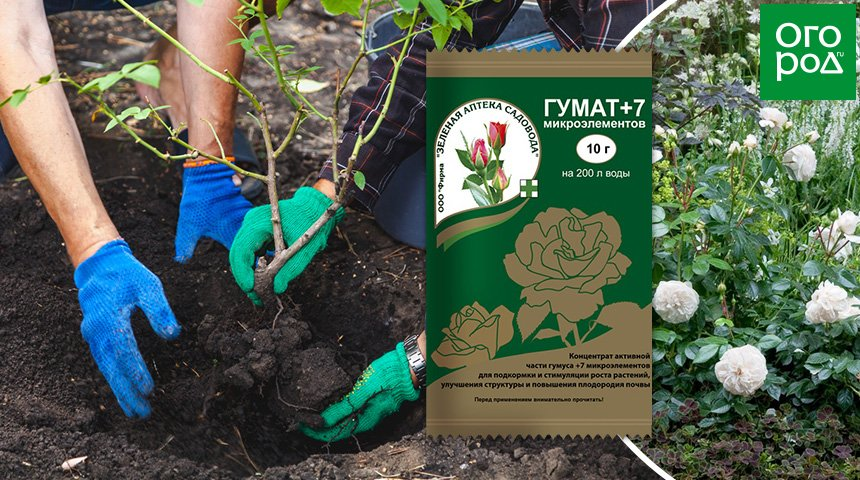 ОГО
РОД.ru
ГУМАТ+7
микроэлементов
10 г
на 200 л воды
ООО "Фирма "ЗЕЛЕНАЯ АПТЕКА САДОВОДА"
Концентрат активной
части гумуса +7 микроэлементов
для подкормки и стимуляции роста растений,
улучшения структуры и повышения плодородия почвы
Перед применением внимательно прочитать!